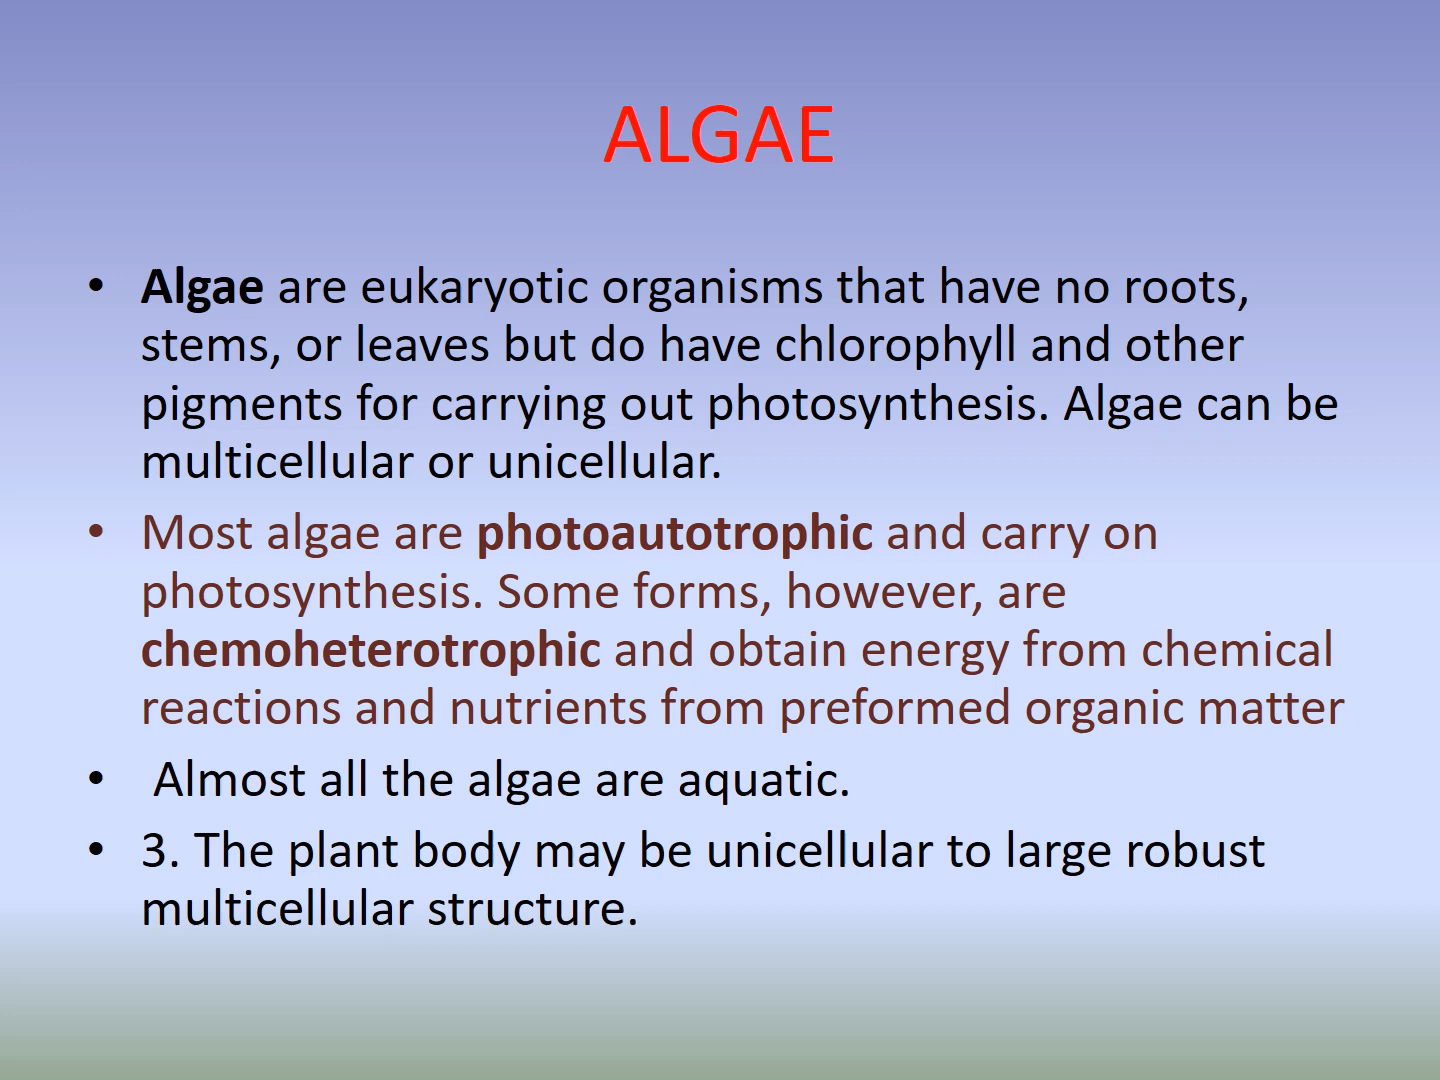 ALGAE
• Algae are eukaryotic organisms that have no roots,
stems, or leaves but do have chlorophyll and other
pigments for carrying out photosynthesis. Algae can be
multicellular or unicellular.
• Most algae are photoautotrophic and carry on
photosynthesis. Some forms, however, are
chemoheterotrophic and obtain energy from chemical
reactions and nutrients from preformed organic matter
• Almost all the algae are aquatic.
• 3. The plant body may be unicellular to large robust
multicellular structure.